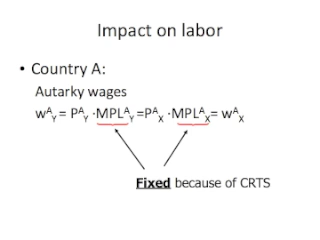 Impact on labor
• Country A:
Autarky wages
wᴬY = PᴬY ·MPLᴬY =PᴬX ·MPLᴬX= wᴬX
Fixed because of CRTS